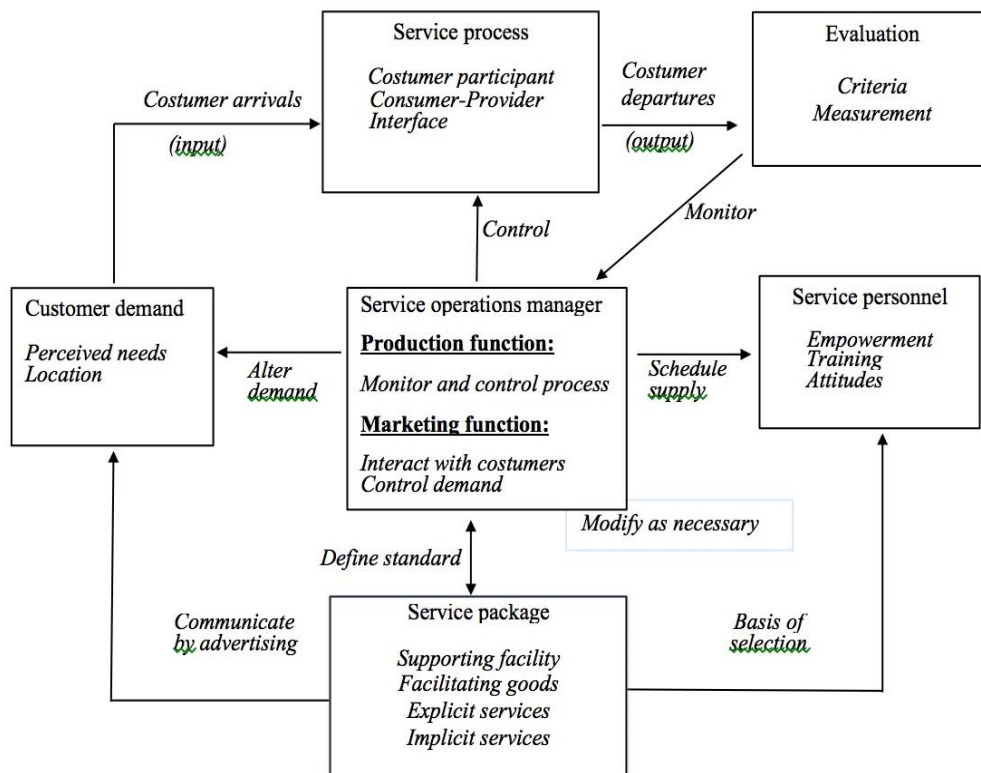 Service process
Costumer participant
Consumer-Provider
Interface
Evaluation
Criteria
Measurement
Costumer arrivals
(input)
Costumer
departures
(output)
Control
Monitor
Customer demand
Perceived needs
Location
Alter
demand
Service operations manager
Production function:
Monitor and control process
Marketing function:
Interact with costumers
Control demand
Schedule
supply
Service personnel
Empowerment
Training
Attitudes
Modify as necessary
Define standard
Communicate
by advertising
Service package
Supporting facility
Facilitating goods
Explicit services
Implicit services
Basis of
selection